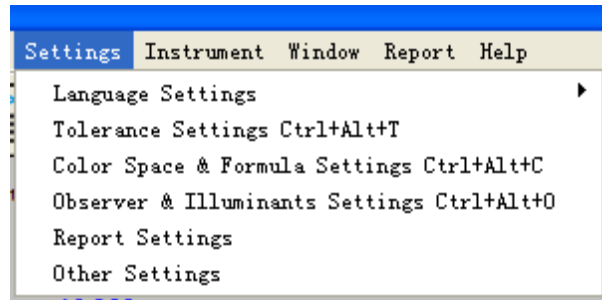 Settings Instrument Window Report Help
Language Settings
Tolerance Settings Ctrl+Alt+T
Color Space & Formula Settings Ctrl+Alt+C
Observer & Illuminants Settings Ctrl+Alt+O
Report Settings
Other Settings